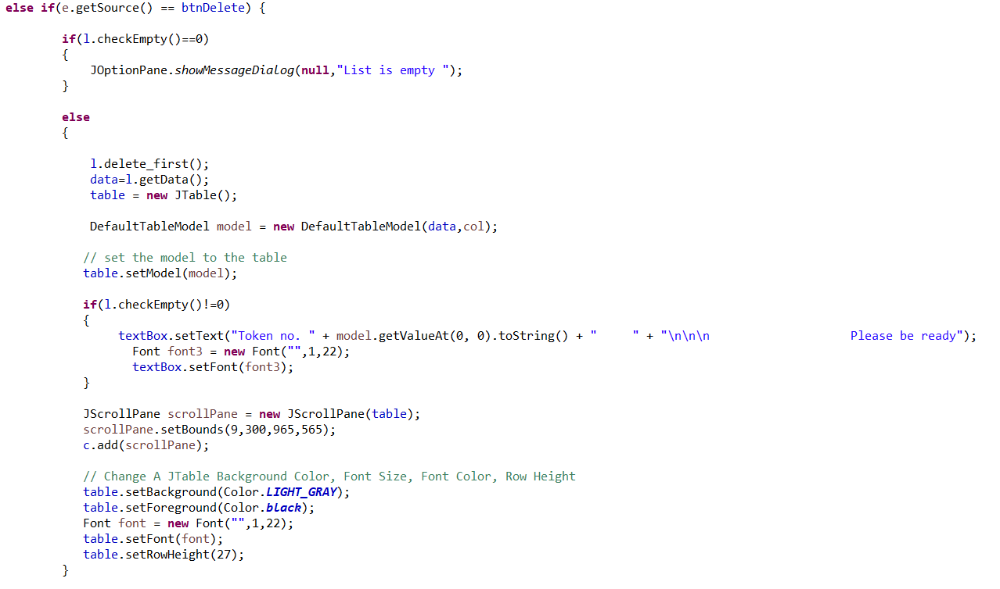 else if(e.getSource() == btnDelete) {
if(l.checkEmpty()==0)
{
JOptionPane.showMessageDialog(null,"List is empty ");
}
else
{
l.delete_first();
data=l.getData();
table = new JTable();
DefaultTableModel model = new DefaultTableModel(data,col);
// set the model to the table
table.setModel(model);
if(l.checkEmpty()!=0)
{
textBox.setText("Token no. " + model.getValueAt(0, 0).toString() + "     " + "\n\n\n                    Please be ready");
Font font3 = new Font("",1,22);
textBox.setFont(font3);
}
JScrollPane scrollPane = new JScrollPane(table);
scrollPane.setBounds(9,300,965,565);
c.add(scrollPane);
// Change A JTable Background Color, Font Size, Font Color, Row Height
table.setBackground(Color.LIGHT_GRAY);
table.setForeground(Color.black);
Font font = new Font("",1,22);
table.setFont(font);
table.setRowHeight(27);
}